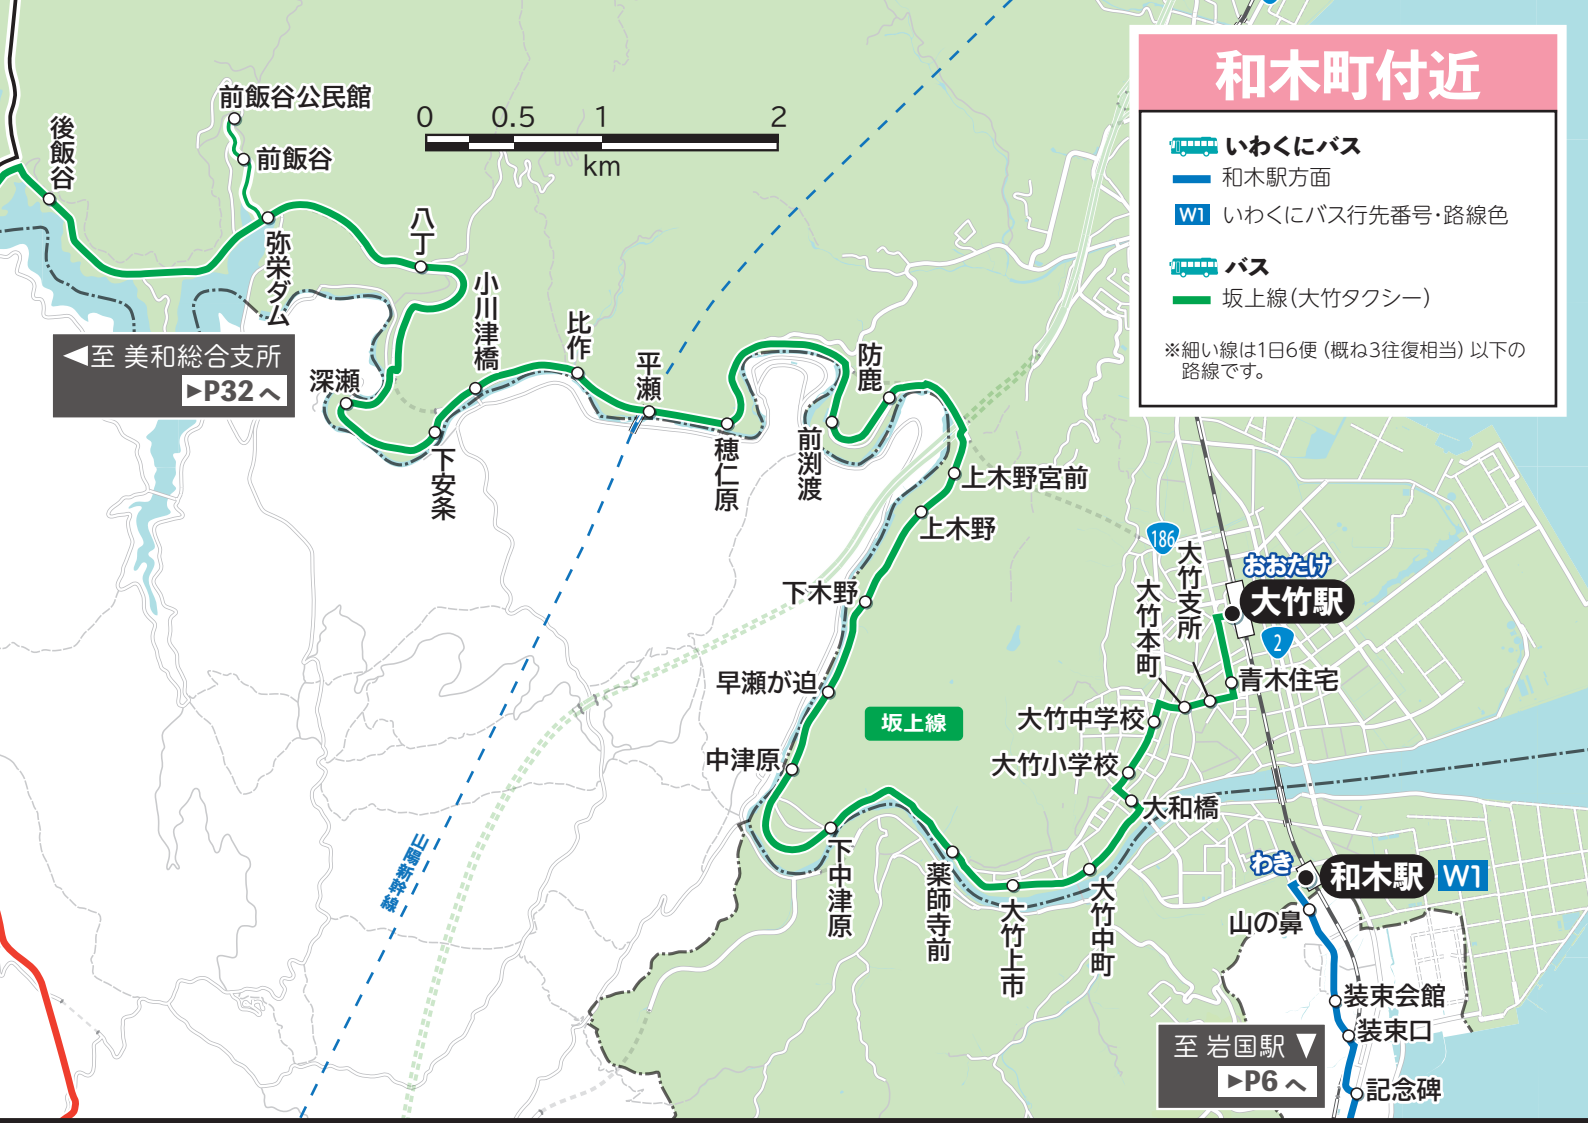 和木町付近
いわくにバス
和木駅方面
W1 いわくにバス行先番号・路線色
バス
坂上線（大竹タクシー）
※細い線は1日6便（概ね3往復相当）以下の
路線です。
0 0.5 1 2
km
前飯谷公民館
前飯谷
後飯谷
弥栄ダム
八丁
小川津橋
比作
平瀬
深瀬
下安条
穂仁原
前渕渡
防鹿
上木野宮前
上木野
下木野
早瀬が迫
中津原
下中津原
薬師寺前
大竹上市
大竹中町
大和橋
大竹小学校
大竹中学校
大竹本町
大竹支所
青木住宅
おおたけ
大竹駅
186
2
坂上線
山陽新幹線
わき
和木駅 W1
山の鼻
装束会館
装束口
記念碑
◀至 美和総合支所
▶P32へ
至 岩国駅▼
▶P6へ